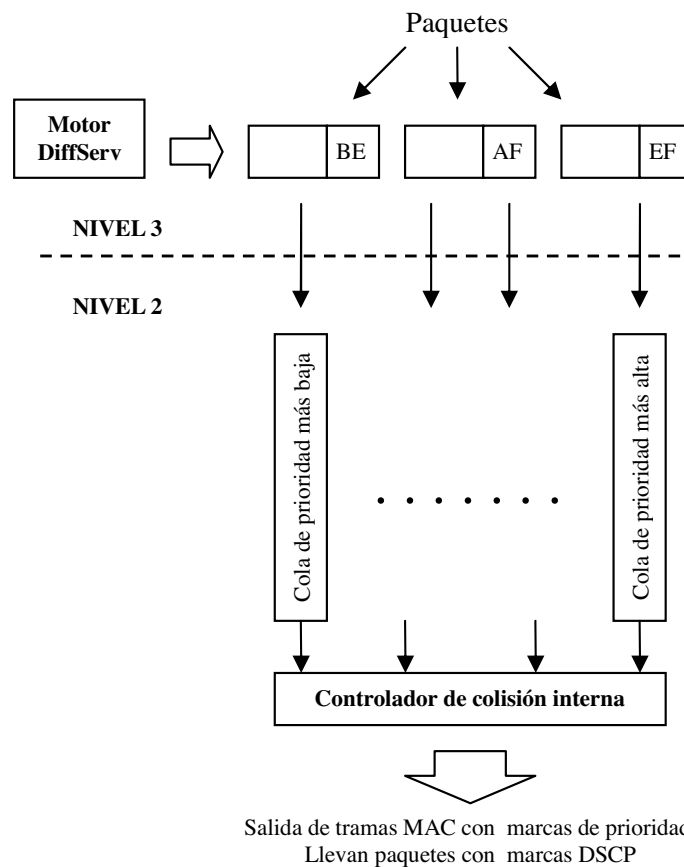 Paquetes
Motor
DiffServ
BE
AF
EF
NIVEL 3
NIVEL 2
Cola de prioridad más baja
Cola de prioridad más alta
Controlador de colisión interna
Salida de tramas MAC con marcas de prioridad
Llevan paquetes con marcas DSCP